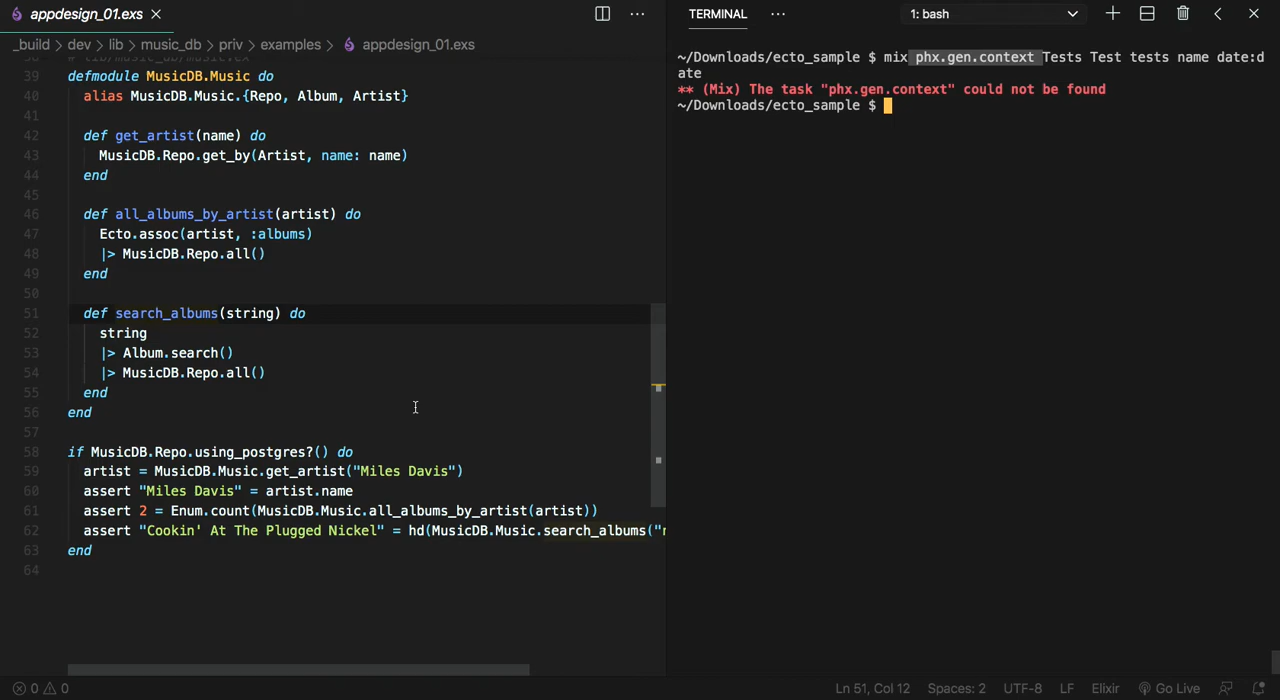 appdesign_01.exs
_build > dev > lib > music_db > priv > examples > appdesign_01.exs
38 # lib/music_db/music.ex
39 defmodule MusicDB.Music do
40 alias MusicDB.Music.{Repo, Album, Artist}
41
42 def get_artist(name) do
43 MusicDB.Repo.get_by(Artist, name: name)
44 end
45
46 def all_albums_by_artist(artist) do
47 Ecto.assoc(artist, :albums)
48 |> MusicDB.Repo.all()
49 end
50
51 def search_albums(string) do
52 string
53 |> Album.search()
54 |> MusicDB.Repo.all()
55 end
56 end
57
58 if MusicDB.Repo.using_postgres?() do
59 artist = MusicDB.Music.get_artist("Miles Davis")
60 assert "Miles Davis" = artist.name
61 assert 2 = Enum.count(MusicDB.Music.all_albums_by_artist(artist))
62 assert "Cookin' At The Plugged Nickel" = hd(MusicDB.Music.search_albums("
63 end
64
TERMINAL
1: bash
~/Downloads/ecto_sample $ mix phx.gen.context Tests Test tests name date:d
ate
** (Mix) The task "phx.gen.context" could not be found
~/Downloads/ecto_sample $
0 0
Ln 51, Col 12
Spaces: 2
UTF-8
LF
Elixir
Go Live